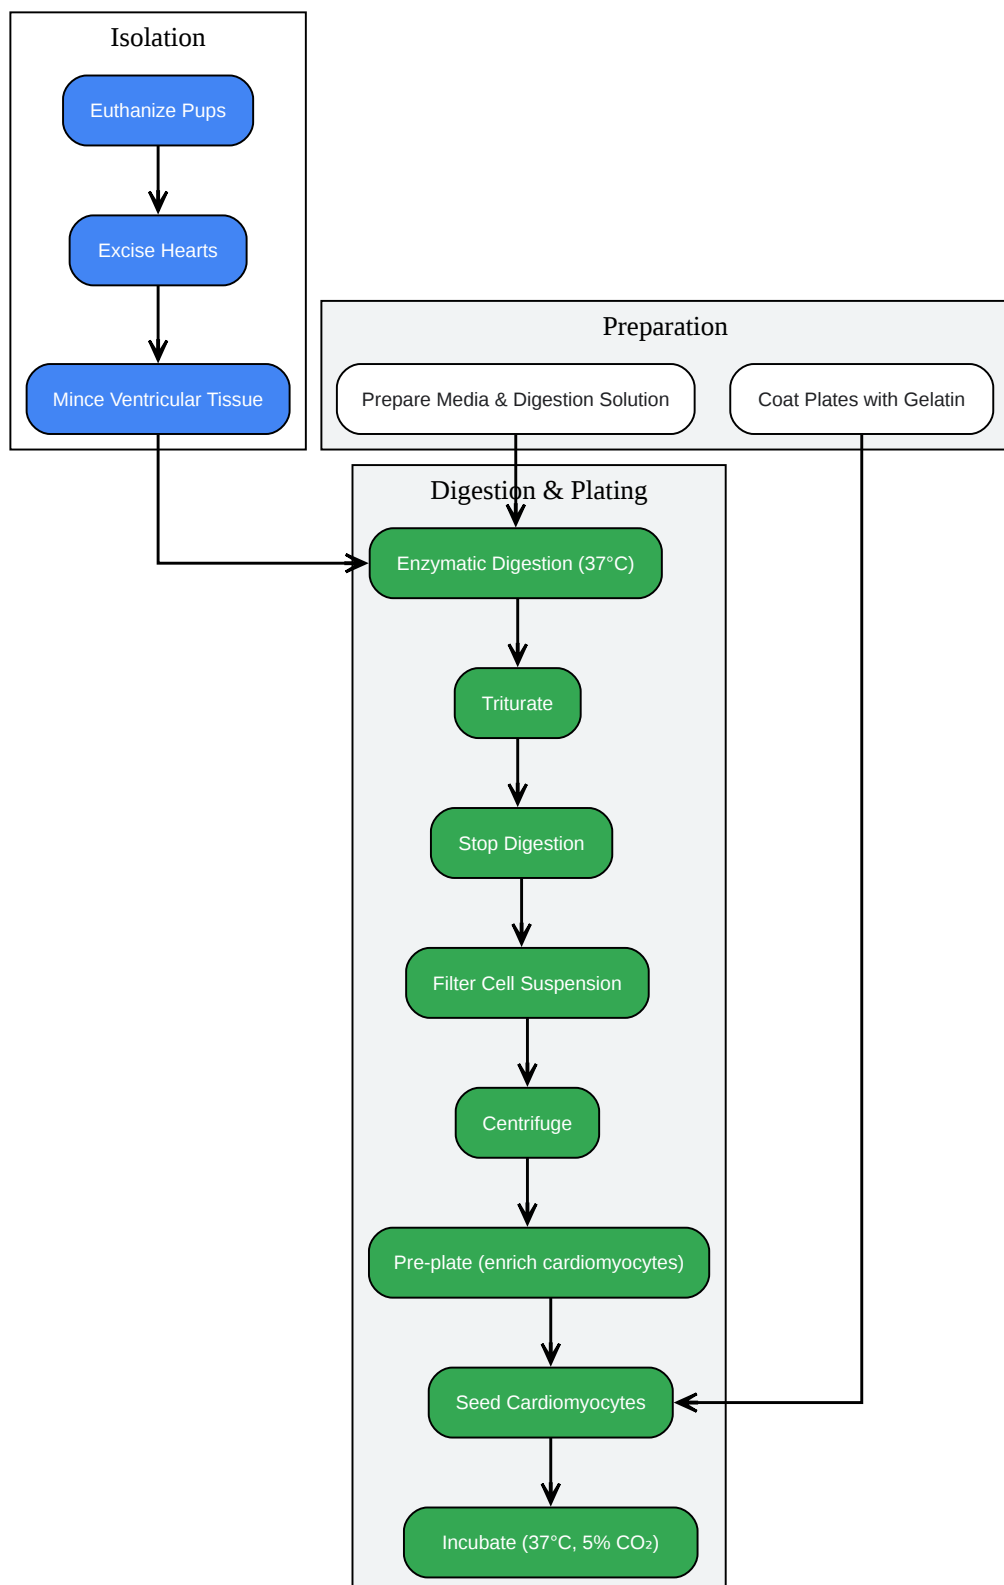 Isolation
Euthanize Pups
Excise Hearts
Mince Ventricular Tissue
Preparation
Prepare Media & Digestion Solution
Coat Plates with Gelatin
Digestion & Plating
Enzymatic Digestion (37°C)
Triturate
Stop Digestion
Filter Cell Suspension
Centrifuge
Pre-plate (enrich cardiomyocytes)
Seed Cardiomyocytes
Incubate (37°C, 5% CO₂)